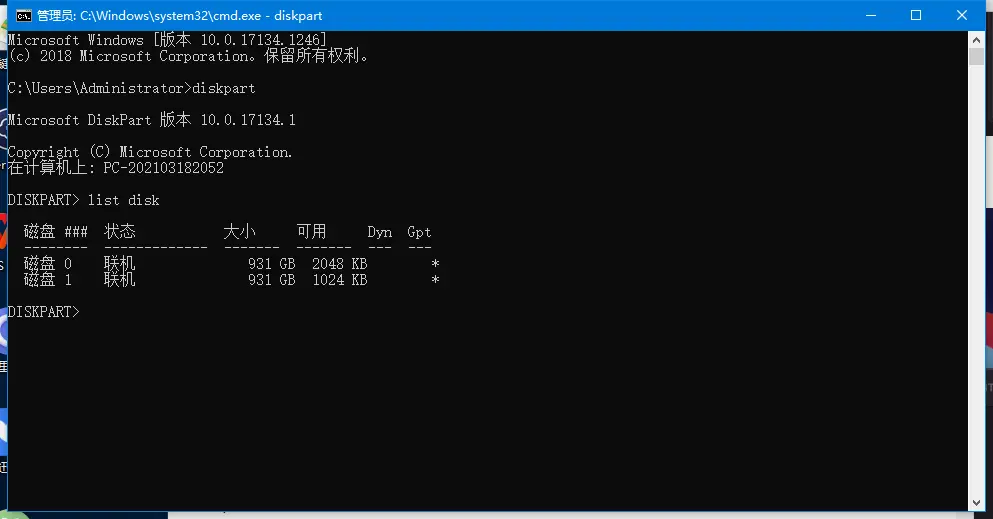 管理员: C:\Windows\system32\cmd.exe - diskpart
Microsoft Windows [版本 10.0.17134.1246]
(c) 2018 Microsoft Corporation。保留所有权利。
C:\Users\Administrator>diskpart
Microsoft DiskPart 版本 10.0.17134.1
Copyright (C) Microsoft Corporation.
在计算机上: PC-202103182052
DISKPART> list disk
磁盘 ### 状态 大小 可用 Dyn Gpt
-------- ------------- ------- ------- --- ---
磁盘 0 联机 931 GB 2048 KB *
磁盘 1 联机 931 GB 1024 KB *
DISKPART>